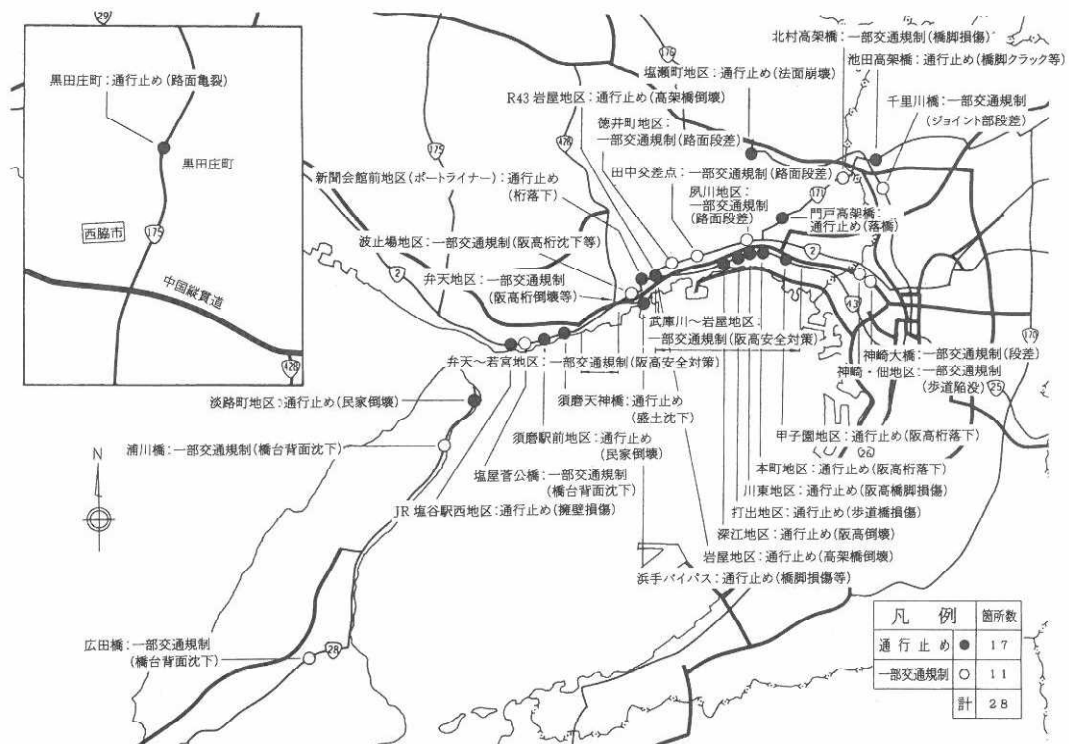 29
黒田庄町：通行止め(路面亀裂)
黒田庄町
175
西脇市
中国縦貫道
428
北村高架橋：一部交通規制(橋脚損傷)
176
塩瀬町地区：通行止め(法面崩壊)
池田高架橋：通行止め(橋脚クラック等)
R43岩屋地区：通行止め(高架橋倒壊)
千里川橋：一部交通規制
(ジョイント部段差)
徳井町地区：
一部交通規制(路面段差)
175
428
田中交差点：一部交通規制(路面段差)
新聞会館前地区(ポートライナー)：通行止め
(桁落下)
夙川地区：
一部交通規制
(路面段差)
171
門戸高架橋：
通行止め(落橋)
波止場地区：一部交通規制(阪高桁沈下等)
2
2
弁天地区：一部交通規制
(阪高桁倒壊等)
43
武庫川～岩屋地区：
一部交通規制(阪高安全対策)
170
神崎大橋：一部交通規制(段差)
弁天～若宮地区：一部交通規制(阪高安全対策)
神崎・佃地区：一部交通規制
(歩道陥没)
25
淡路町地区：通行止め(民家倒壊)
須磨天神橋：通行止め
(盛土沈下)
須磨駅前地区：通行止め
(民家倒壊)
甲子園地区：通行止め(阪高桁落下)
26
浦川橋：一部交通規制(橋台背面沈下)
塩屋菅公橋：一部交通規制
(橋台背面沈下)
本町地区：通行止め(阪高桁落下)
川東地区：通行止め(阪高橋脚損傷)
JR塩谷駅西地区：通行止め(擁壁損傷)
打出地区：通行止め(歩道橋損傷)
深江地区：通行止め(阪高倒壊)
岩屋地区：通行止め(高架橋倒壊)
浜手バイパス：通行止め(橋脚損傷等)
N
広田橋：一部交通規制
(橋台背面沈下)
28
凡例 箇所数
通行止め ● 17
一部交通規制 ○ 11
計 28